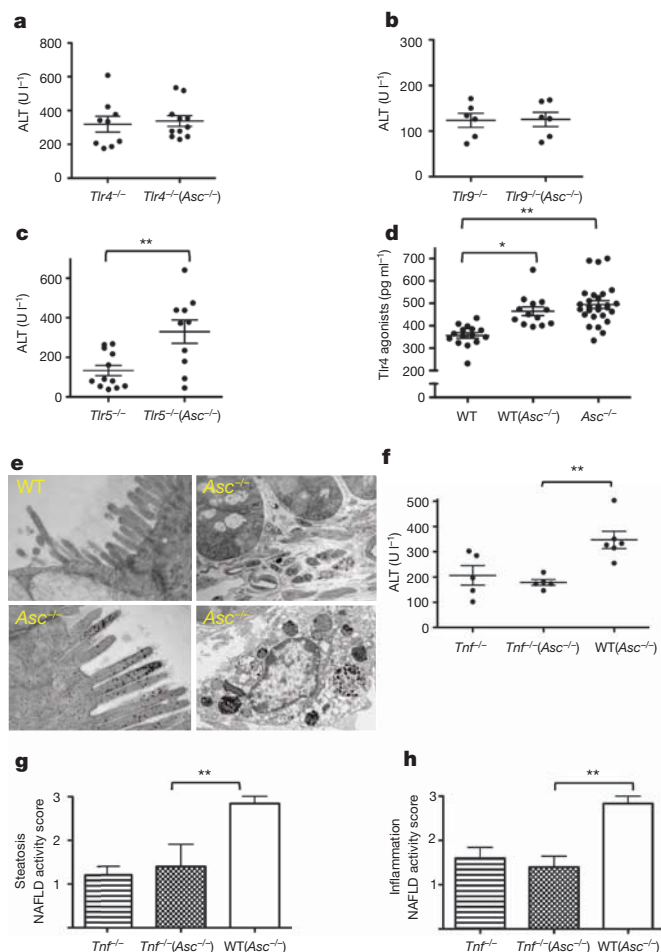 a
b
800
600
400
200
0
ALT (U l⁻¹)
Tlr4⁻/⁻
Tlr4⁻/⁻(Asc⁻/⁻)
300
200
100
0
ALT (U l⁻¹)
Tlr9⁻/⁻
Tlr9⁻/⁻(Asc⁻/⁻)
c
**
600
400
200
0
ALT (U l⁻¹)
Tlr5⁻/⁻
Tlr5⁻/⁻(Asc⁻/⁻)
d
**
*
700
600
500
400
300
200
0
Tlr4 agonists (pg ml⁻¹)
WT
WT(Asc⁻/⁻)
Asc⁻/⁻
e
WT
Asc⁻/⁻
Asc⁻/⁻
Asc⁻/⁻
f
**
500
400
300
200
100
0
ALT (U l⁻¹)
Tnf⁻/⁻
Tnf⁻/⁻(Asc⁻/⁻)
WT(Asc⁻/⁻)
g
**
3
2
1
Steatosis
NAFLD activity score
Tnf⁻/⁻
Tnf⁻/⁻(Asc⁻/⁻)
WT(Asc⁻/⁻)
h
**
3
2
1
Inflammation
NAFLD activity score
Tnf⁻/⁻
Tnf⁻/⁻(Asc⁻/⁻)
WT(Asc⁻/⁻)